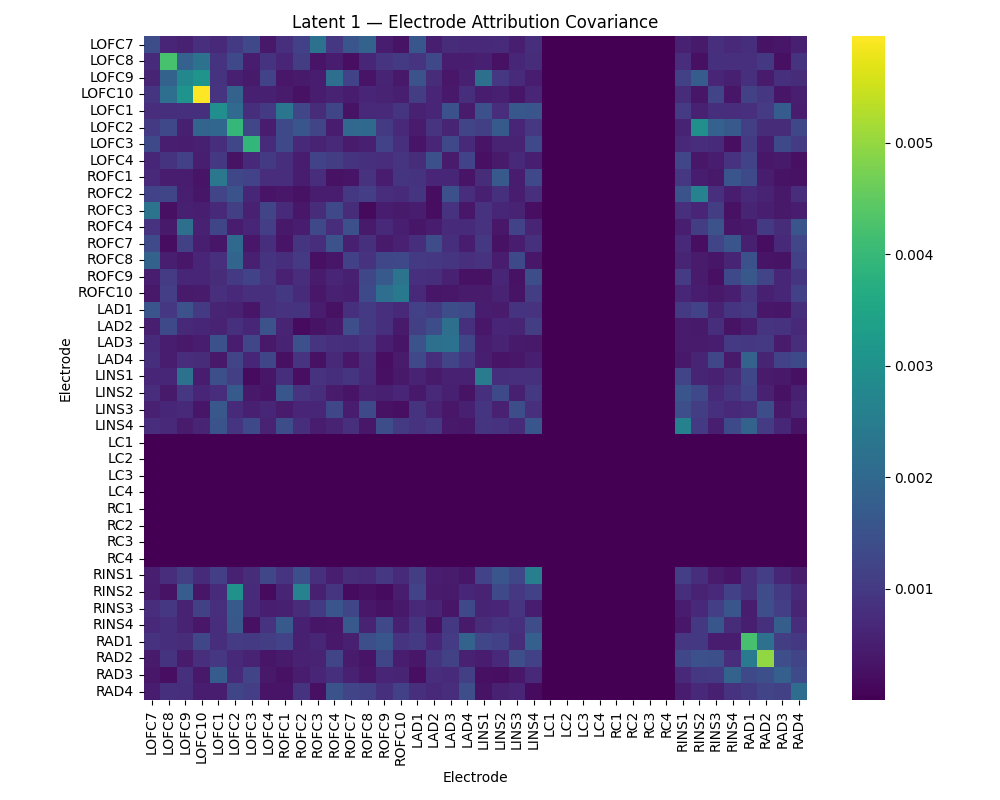 Latent 1 — Electrode Attribution Covariance
Electrode
LOFC7
LOFC8
LOFC9
LOFC10
LOFC1
LOFC2
LOFC3
LOFC4
ROFC1
ROFC2
ROFC3
ROFC4
ROFC7
ROFC8
ROFC9
ROFC10
LAD1
LAD2
LAD3
LAD4
LINS1
LINS2
LINS3
LINS4
LC1
LC2
LC3
LC4
RC1
RC2
RC3
RC4
RINS1
RINS2
RINS3
RINS4
RAD1
RAD2
RAD3
RAD4
LOFC7
LOFC8
LOFC9
LOFC10
LOFC1
LOFC2
LOFC3
LOFC4
ROFC1
ROFC2
ROFC3
ROFC4
ROFC7
ROFC8
ROFC9
ROFC10
LAD1
LAD2
LAD3
LAD4
LINS1
LINS2
LINS3
LINS4
LC1
LC2
LC3
LC4
RC1
RC2
RC3
RC4
RINS1
RINS2
RINS3
RINS4
RAD1
RAD2
RAD3
RAD4
Electrode
0.005
0.004
0.003
0.002
0.001